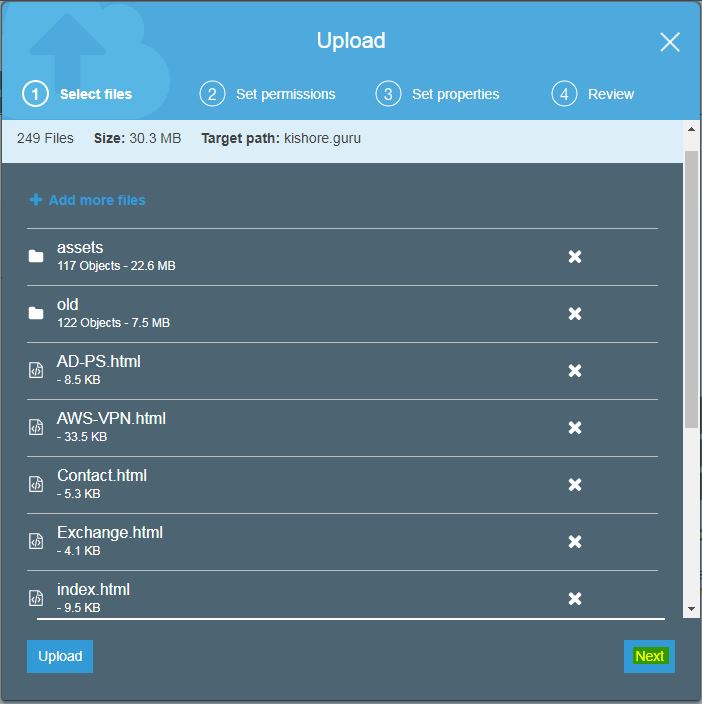 Upload
1 Select files 2 Set permissions 3 Set properties 4 Review
249 Files Size: 30.3 MB Target path: kishore.guru
Add more files
assets
117 Objects - 22.6 MB
old
122 Objects - 7.5 MB
AD-PS.html
- 8.5 KB
AWS-VPN.html
- 33.5 KB
Contact.html
- 5.3 KB
Exchange.html
- 4.1 KB
index.html
- 9.5 KB
Upload Next